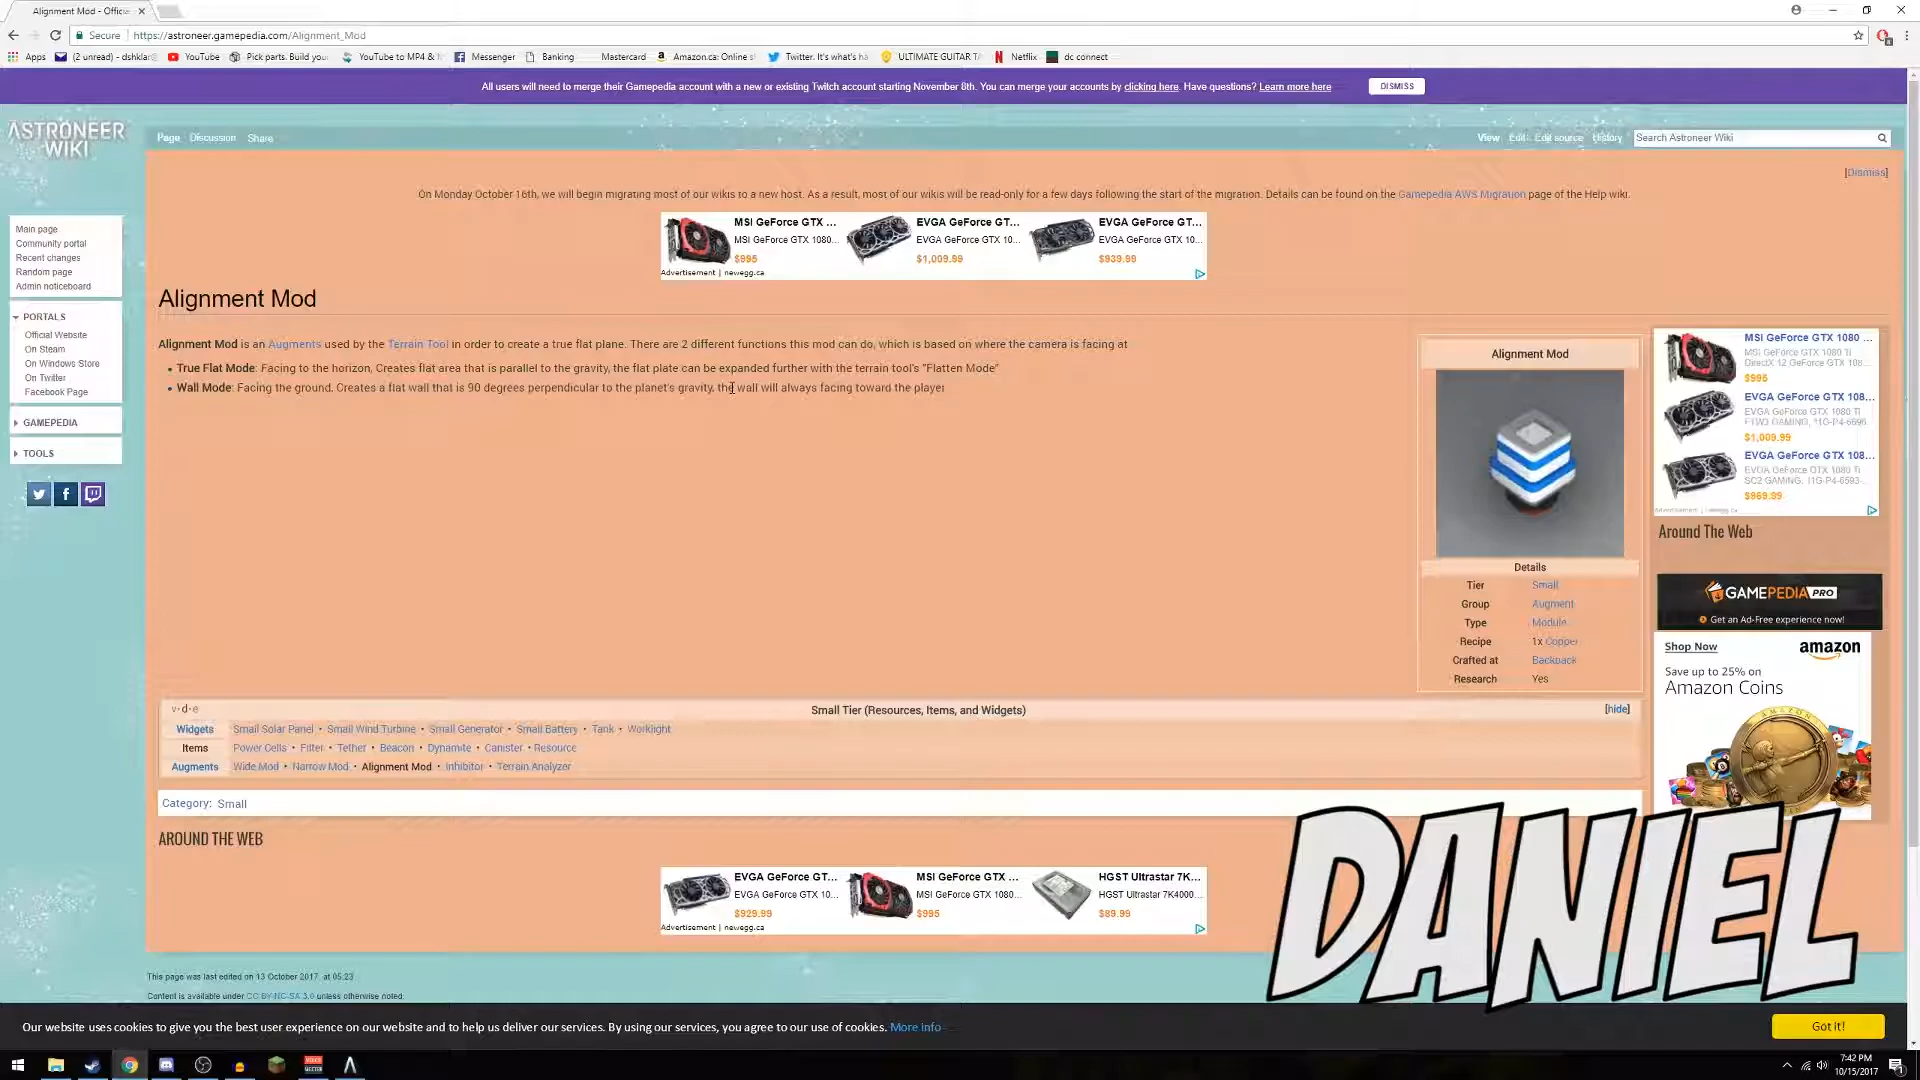 Alignment Mod - Offici
Secure | https://astroneer.gamepedia.com/Alignment_Mod
Apps (2 unread) - dshklar YouTube Pick parts. Build your YouTube to MP4 & Messenger Banking Mastercard Amazon.ca: Online s Twitter. It's what's ha ULTIMATE GUITAR TA Netflix dc connect
All users will need to merge their Gamepedia account with a new or existing Twitch account starting November 8th. You can merge your accounts by clicking here. Have questions? Learn more here DISMISS
ASTRONEER
WIKI
Page Discussion Share View Edit Edit source History Search Astroneer Wiki
[Dismiss]
On Monday October 16th, we will begin migrating most of our wikis to a new host. As a result, most of our wikis will be read-only for a few days following the start of the migration. Details can be found on the Gamepedia AWS Migration page of the Help wiki.
MSI GeForce GTX ... EVGA GeForce GT... EVGA GeForce GT...
MSI GeForce GTX 1080... EVGA GeForce GTX 10... EVGA GeForce GTX 10...
$995 $1,009.99 $939.99
Advertisement | newegg.ca
Main page
Community portal
Recent changes
Random page
Admin noticeboard
PORTALS
Official Website
On Steam
On Windows Store
On Twitter
Facebook Page
GAMEPEDIA
TOOLS
Alignment Mod
Alignment Mod is an Augments used by the Terrain Tool in order to create a true flat plane. There are 2 different functions this mod can do, which is based on where the camera is facing at
• True Flat Mode: Facing to the horizon, Creates flat area that is parallel to the gravity, the flat plate can be expanded further with the terrain tool's "Flatten Mode"
• Wall Mode: Facing the ground. Creates a flat wall that is 90 degrees perpendicular to the planet's gravity, the wall will always facing toward the player
Alignment Mod
Details
Tier Small
Group Augment
Type Module
Recipe 1x Copper
Crafted at Backpack
Research Yes
MSI GeForce GTX 1080 ...
MSI GeForce GTX 1080 Ti
DirectX 12 GeForce GTX 108...
$995
EVGA GeForce GTX 108...
EVGA GeForce GTX 1080 Ti
FTW3 GAMING, 11G-P4-6696
$1,009.99
EVGA GeForce GTX 108...
EVGA GeForce GTX 1080 Ti
SC2 GAMING, 11G-P4-6593-
$969.99
Advertisement | newegg.ca
Around The Web
GAMEPEDIA PRO
Get an Ad-Free experience now!
Shop Now amazon
Save up to 25% on
Amazon Coins
AMAZON
v·d·e Small Tier (Resources, Items, and Widgets) [hide]
Widgets Small Solar Panel • Small Wind Turbine • Small Generator • Small Battery • Tank • Worklight
Items Power Cells • Filter • Tether • Beacon • Dynamite • Canister • Resource
Augments Wide Mod • Narrow Mod • Alignment Mod • Inhibitor • Terrain Analyzer
Category: Small
AROUND THE WEB
EVGA GeForce GT... MSI GeForce GTX ... HGST Ultrastar 7K...
EVGA GeForce GTX 10... MSI GeForce GTX 1080... HGST Ultrastar 7K4000...
$929.99 $995 $89.99
Advertisement | newegg.ca
DANIEL
This page was last edited on 13 October 2017, at 05:23.
Content is available under CC BY-NC-SA 3.0 unless otherwise noted.
Our website uses cookies to give you the best user experience on our website and to help us deliver our services. By using our services, you agree to our use of cookies. More info Got it!
7:42 PM
10/15/2017